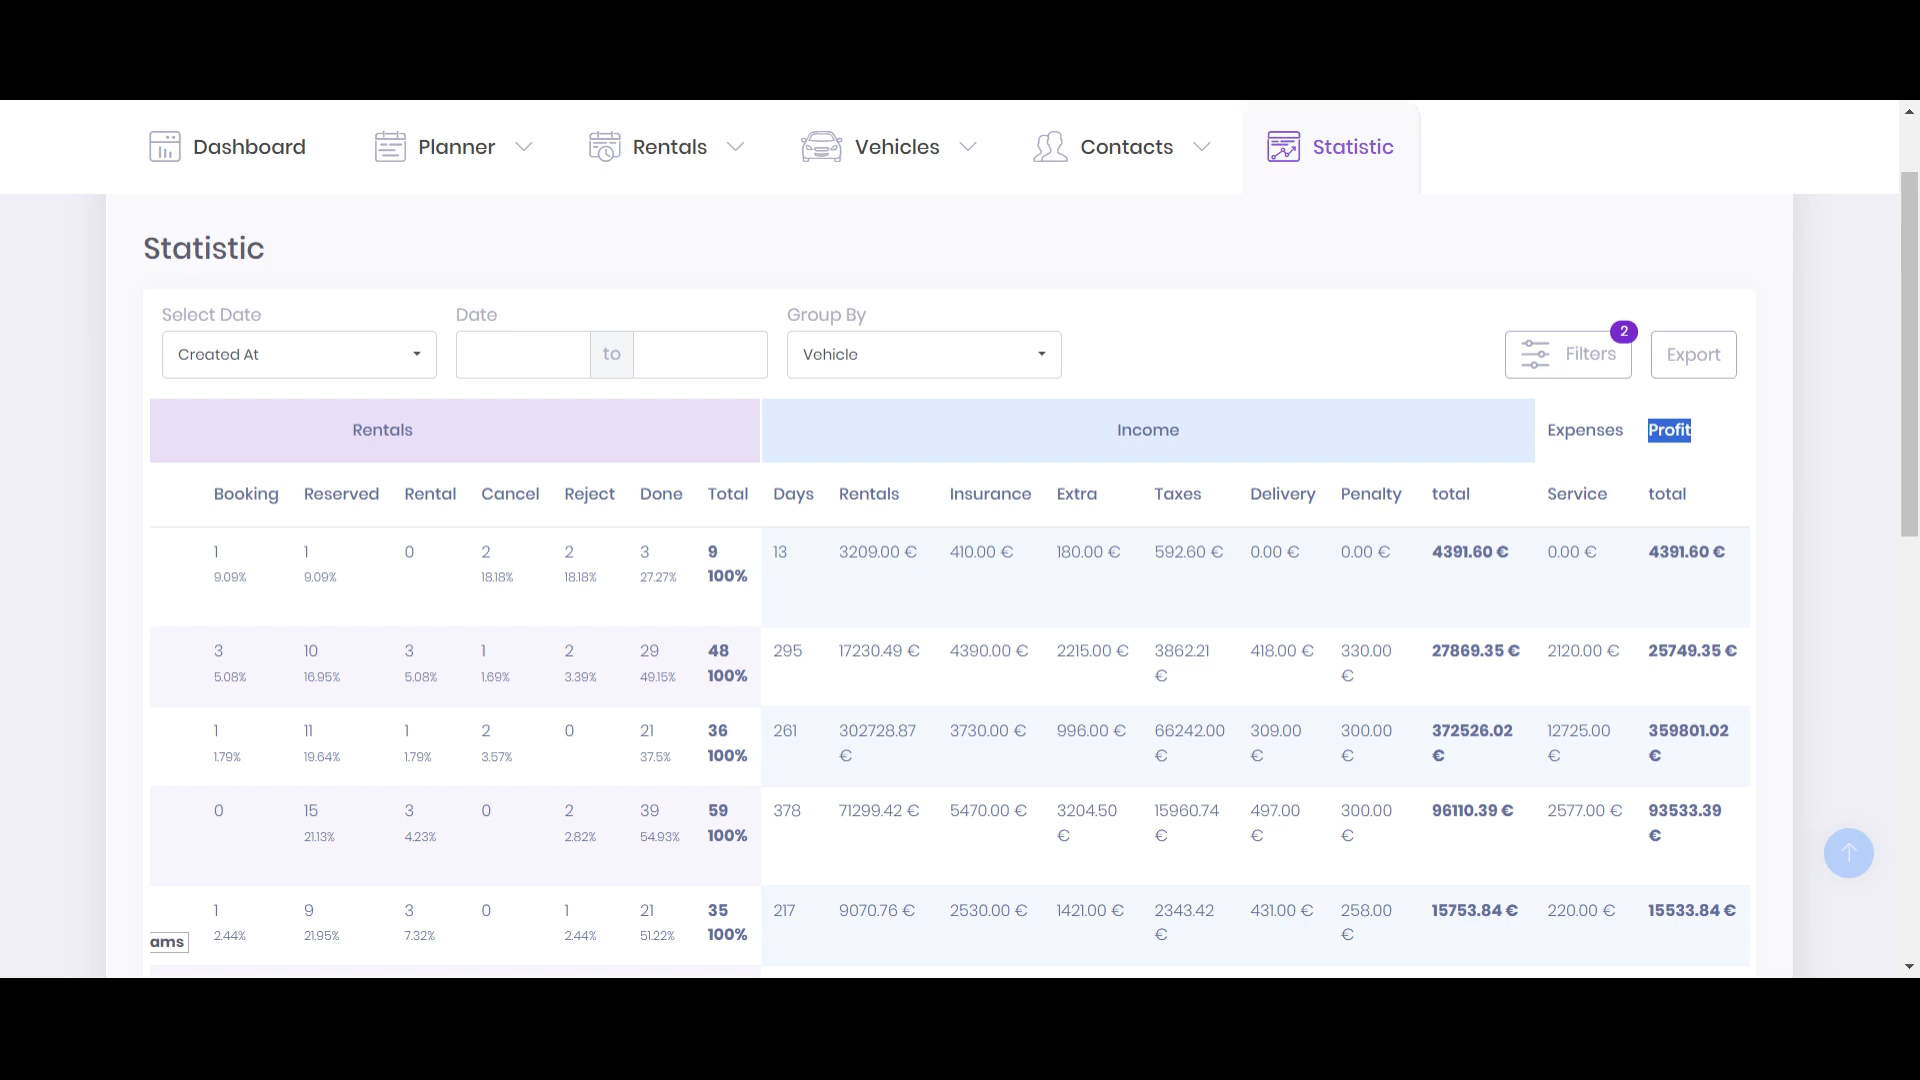 Dashboard Planner Rentals Vehicles Contacts Statistic
Statistic
Select Date Date Group By
Created At to Vehicle Filters 2 Export
Rentals Income Expenses Profit
Booking Reserved Rental Cancel Reject Done Total Days Rentals Insurance Extra Taxes Delivery Penalty total Service total
1 1 0 2 2 3 9 13 3209.00 € 410.00 € 180.00 € 592.60 € 0.00 € 0.00 € 4391.60 € 0.00 € 4391.60 €
9.09% 9.09% 18.18% 18.18% 27.27% 100%
3 10 3 1 2 29 48 295 17230.49 € 4390.00 € 2215.00 € 3862.21 418.00 € 330.00 27869.35 € 2120.00 € 25749.35 €
5.08% 16.95% 5.08% 1.69% 3.39% 49.15% 100% € €
1 11 1 2 0 21 36 261 302728.87 3730.00 € 996.00 € 66242.00 309.00 300.00 372526.02 12725.00 359801.02
1.79% 19.64% 1.79% 3.57% 37.5% 100% € € € € € € €
0 15 3 0 2 39 59 378 71299.42 € 5470.00 € 3204.50 15960.74 497.00 300.00 96110.39 € 2577.00 € 93533.39
21.13% 4.23% 2.82% 54.93% 100% € € € € €
1 9 3 0 1 21 35 217 9070.76 € 2530.00 € 1421.00 € 2343.42 431.00 € 258.00 15753.84 € 220.00 € 15533.84 €
ams 2.44% 21.95% 7.32% 2.44% 51.22% 100% € €